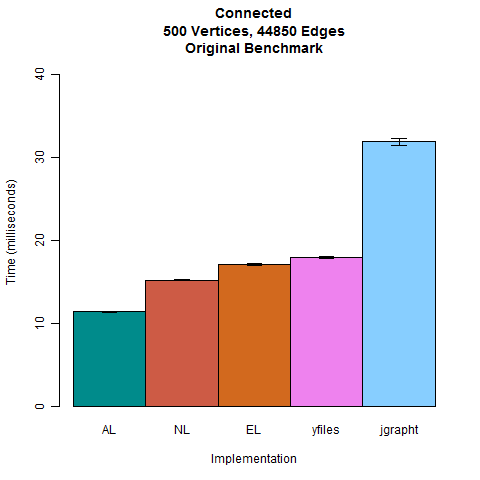 Connected
500 Vertices, 44850 Edges
Original Benchmark
Time (milliseconds)
40
30
20
10
0
AL NL EL yfiles jgrapht
Implementation